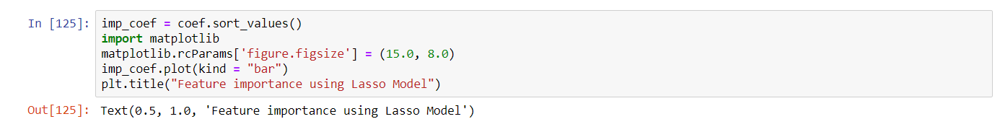 In [125]: imp_coef = coef.sort_values()
import matplotlib
matplotlib.rcParams['figure.figsize'] = (15.0, 8.0)
imp_coef.plot(kind = "bar")
plt.title("Feature importance using Lasso Model")
Out[125]: Text(0.5, 1.0, 'Feature importance using Lasso Model')